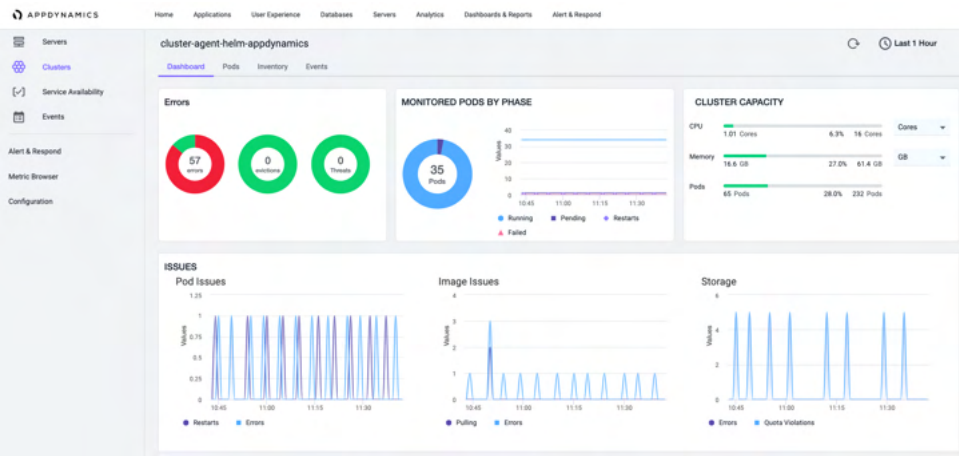 APPDYNAMICS
Home Applications User Experience Databases Servers Analytics Dashboards & Reports Alert & Respond
Servers
Clusters
Service Availability
Events
Alert & Respond
Metric Browser
Configuration
cluster-agent-helm-appdynamics
Last 1 Hour
Dashboard Pods Inventory Events
Errors
57
errors
0
evictions
0
Threats
MONITORED PODS BY PHASE
35
Pods
Values
40
30
20
10
0
10:45 11:00 11:15 11:30
Running Pending Restarts
Failed
CLUSTER CAPACITY
CPU
1.01 Cores 6.3% 16 Cores
Cores
Memory
16.6 GB 27.0% 61.4 GB
GB
Pods
65 Pods 28.0% 232 Pods
ISSUES
Pod Issues
Values
1.25
1
0.75
0.5
0.25
0
10:45 11:00 11:15 11:30
Restarts Errors
Image Issues
Values
4
3
2
1
0
10:45 11:00 11:15 11:30
Pulling Errors
Storage
Values
6
4
2
0
10:45 11:00 11:15 11:30
Errors Quota Violations